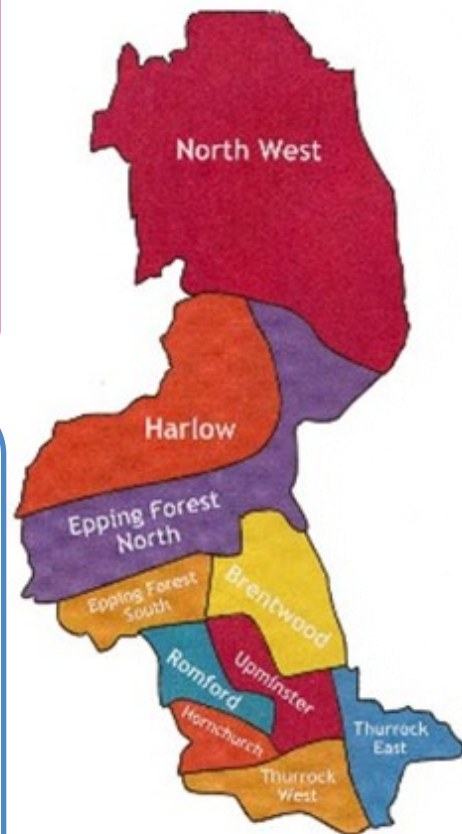 North West
Harlow
Epping Forest
North
Epping Forest
South
Brentwood
Romford
Upminster
Hornchurch
Thurrock
East
Thurrock
West